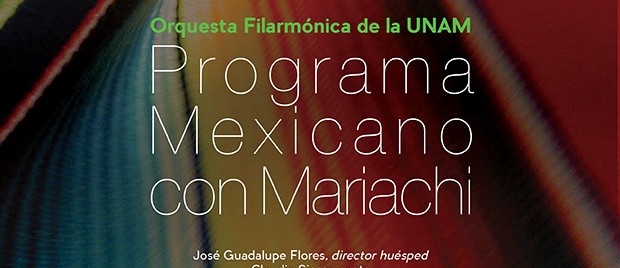 Orquesta Filarmónica de la UNAM
Programa
Mexicano
con Mariachi
José Guadalupe Flores, director huésped